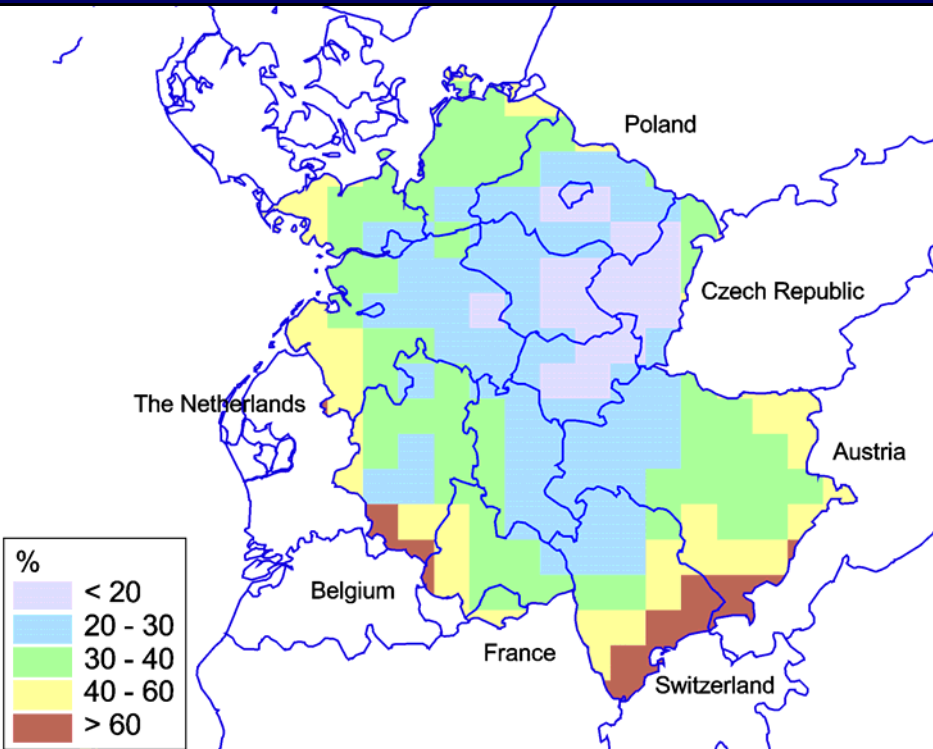 Poland
Czech Republic
The Netherlands
Austria
%
< 20
20 - 30
30 - 40
40 - 60
> 60
Belgium
France
Switzerland